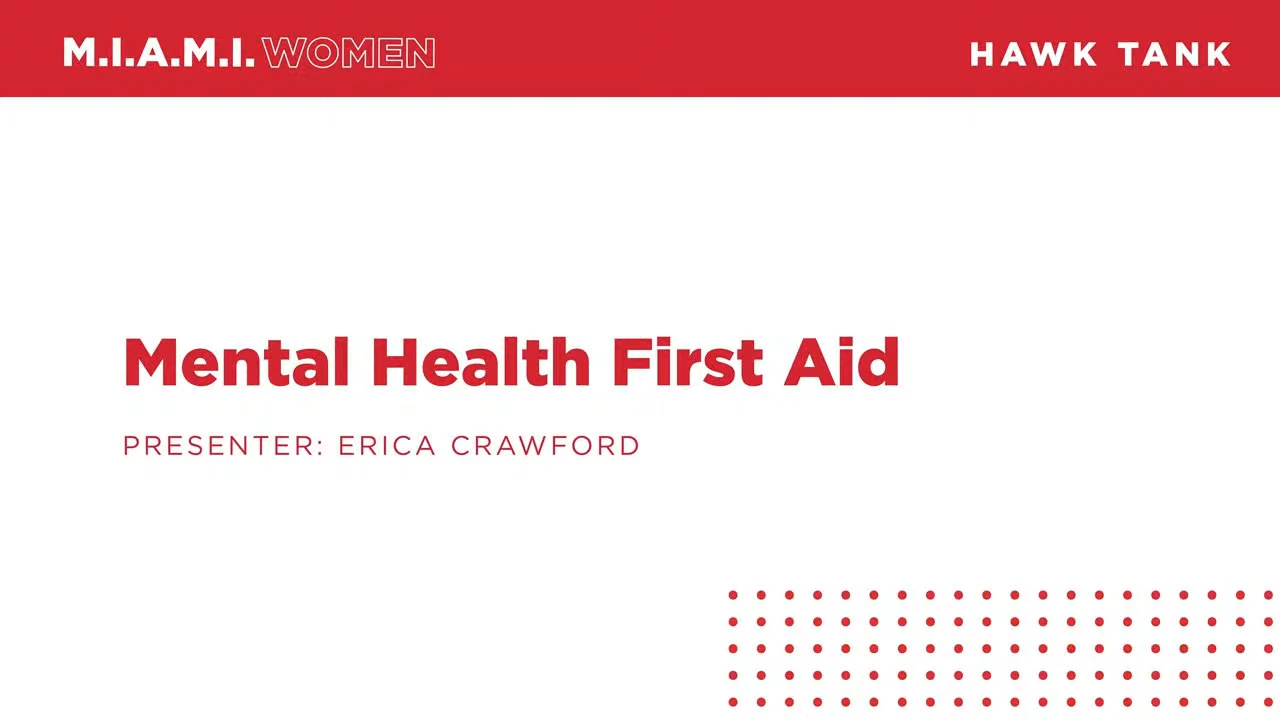 M.I.A.M.I. WOMEN
HAWK TANK
Mental Health First Aid
PRESENTER: ERICA CRAWFORD